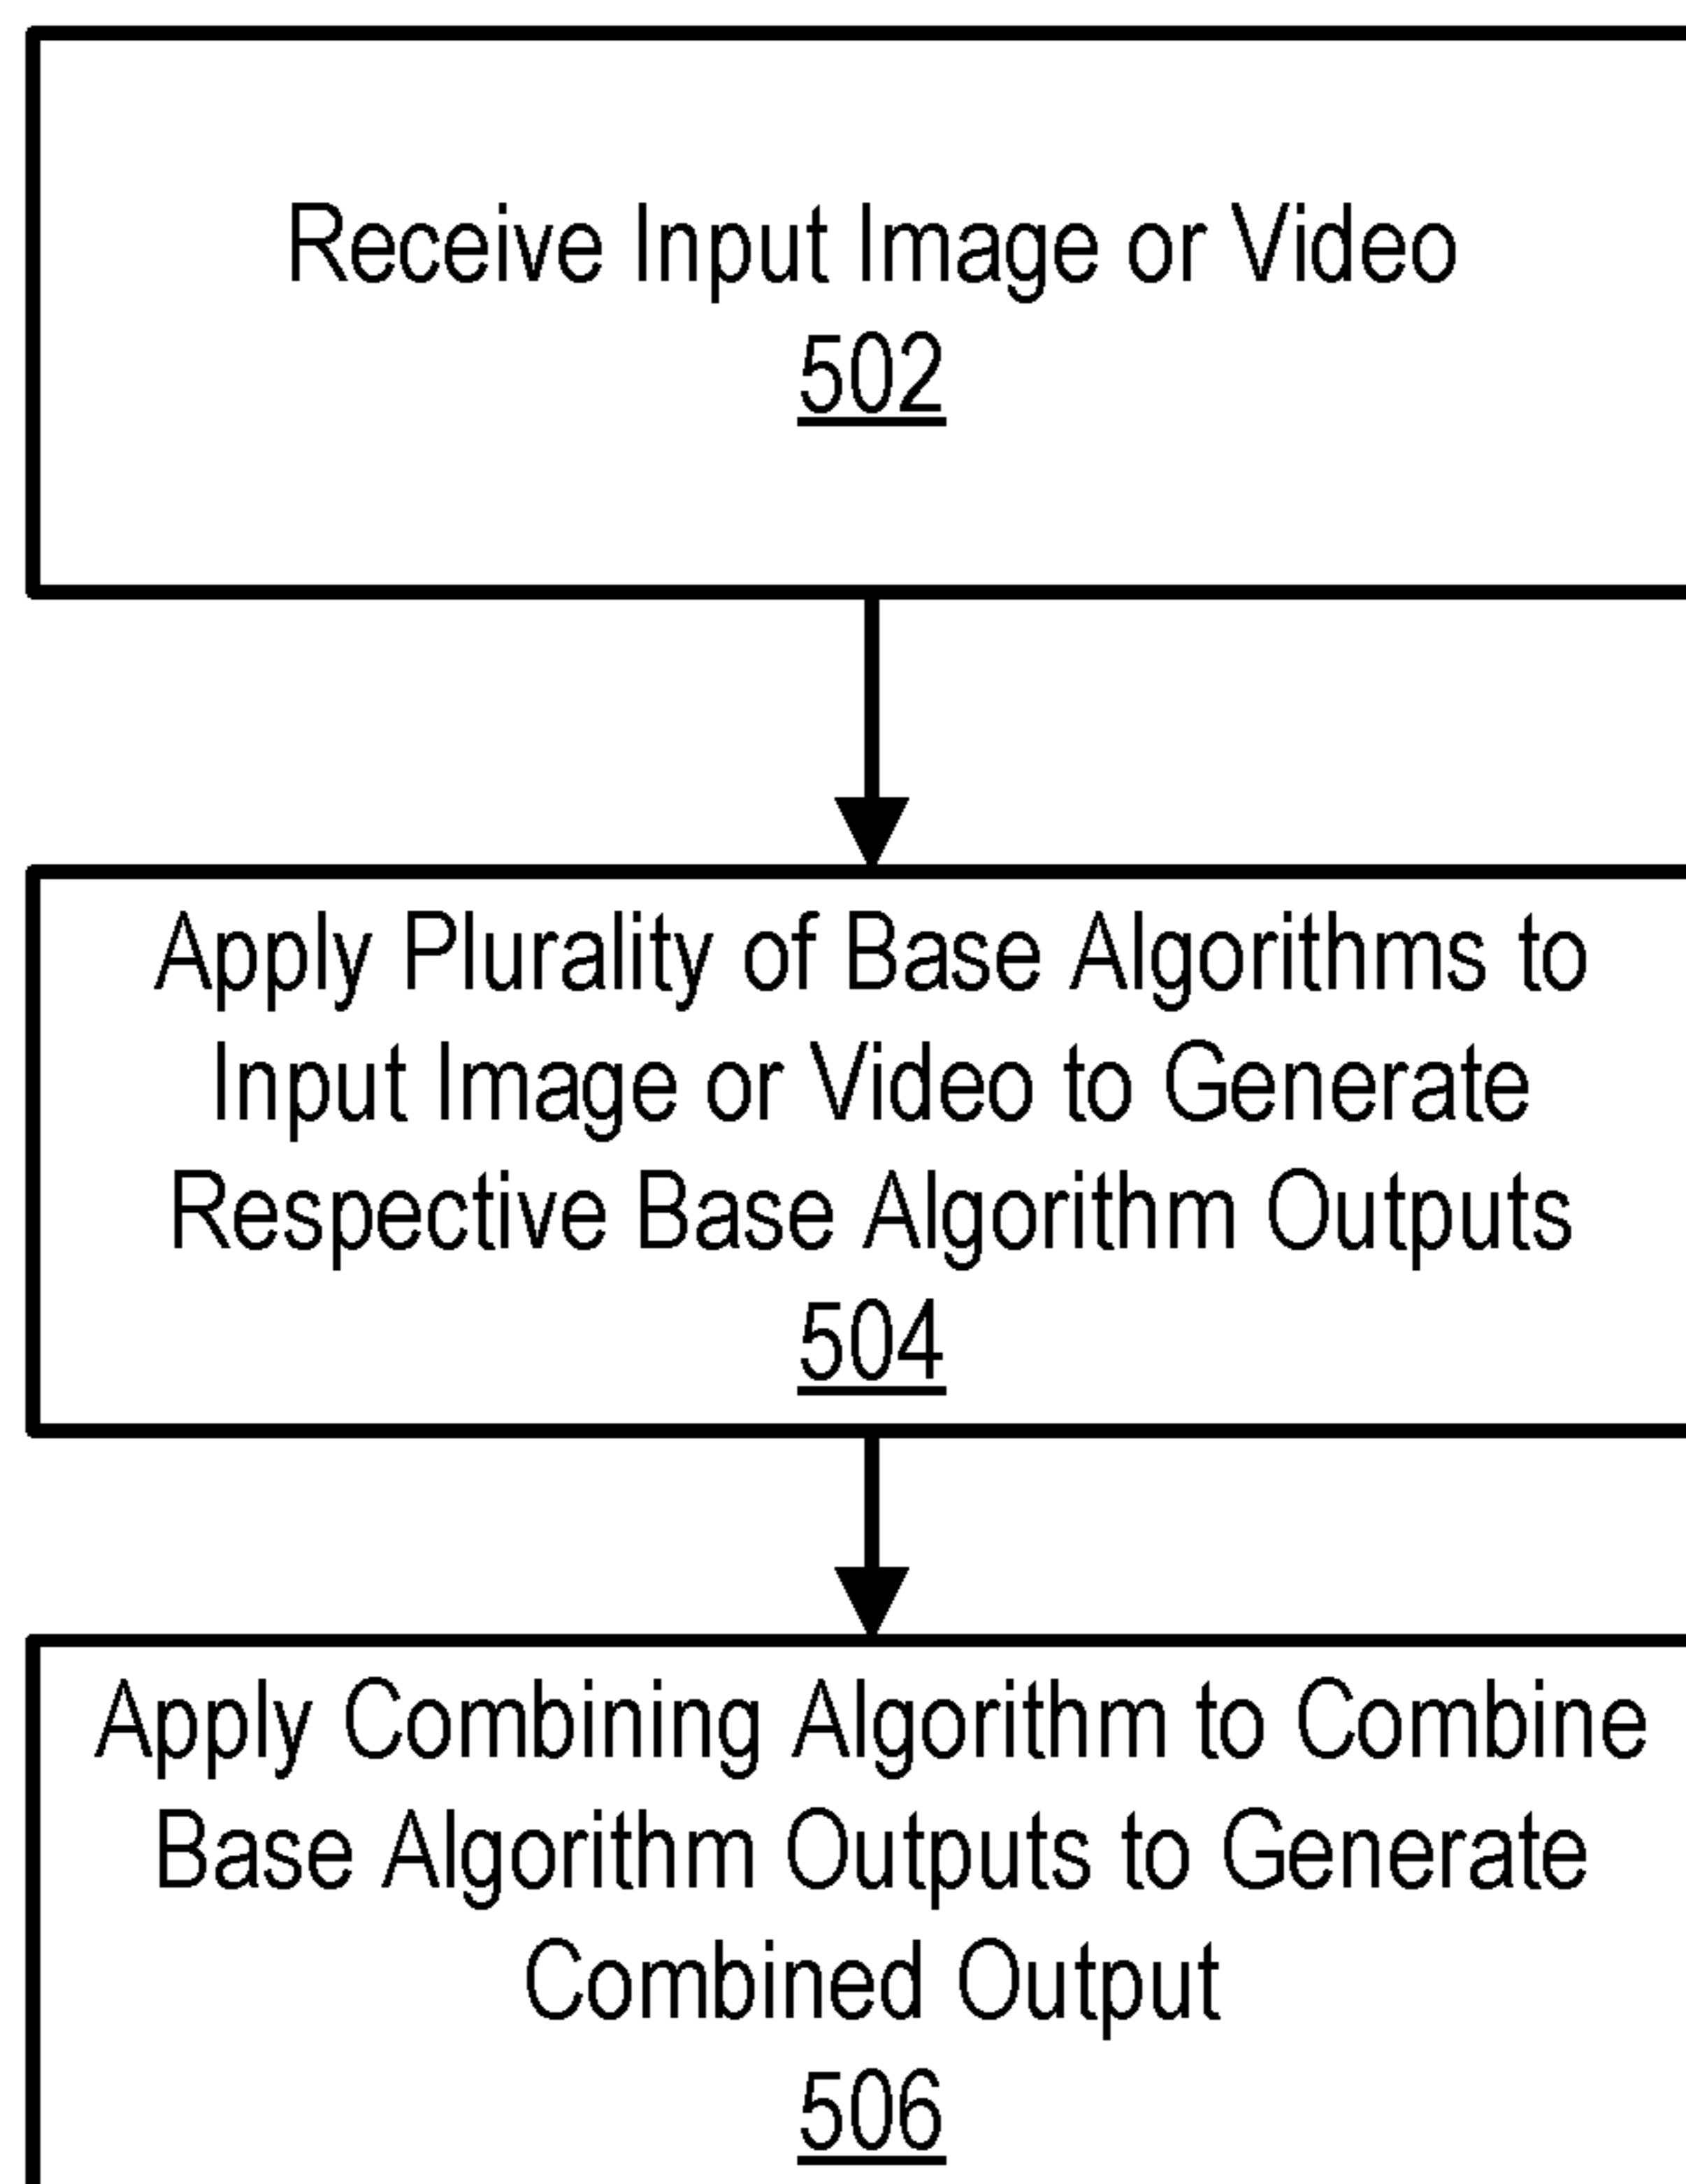 Receive Input Image or Video
502
Apply Plurality of Base Algorithms to
Input Image or Video to Generate
Respective Base Algorithm Outputs
504
Apply Combining Algorithm to Combine
Base Algorithm Outputs to Generate
Combined Output
506